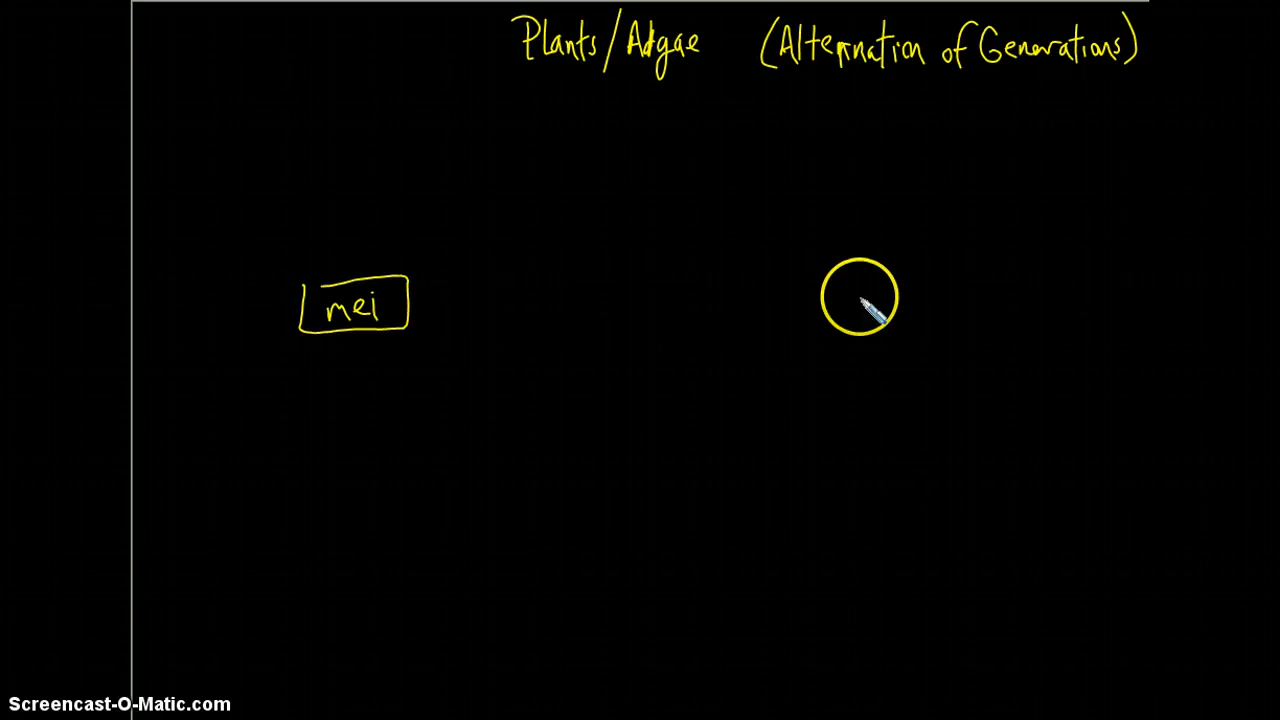 Plants/Algae (Alternation of Generations)
mei
Screencast-O-Matic.com